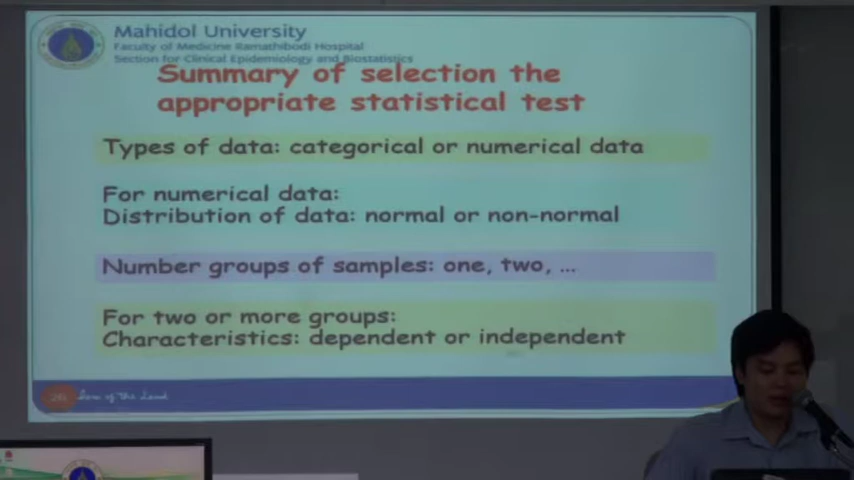 Mahidol University
Faculty of Medicine Ramathibodi Hospital
Section for Clinical Epidemiology and Biostatistics
Summary of selection the
appropriate statistical test
Types of data: categorical or numerical data
For numerical data:
Distribution of data: normal or non-normal
Number groups of samples: one, two, ...
For two or more groups:
Characteristics: dependent or independent
of the Land